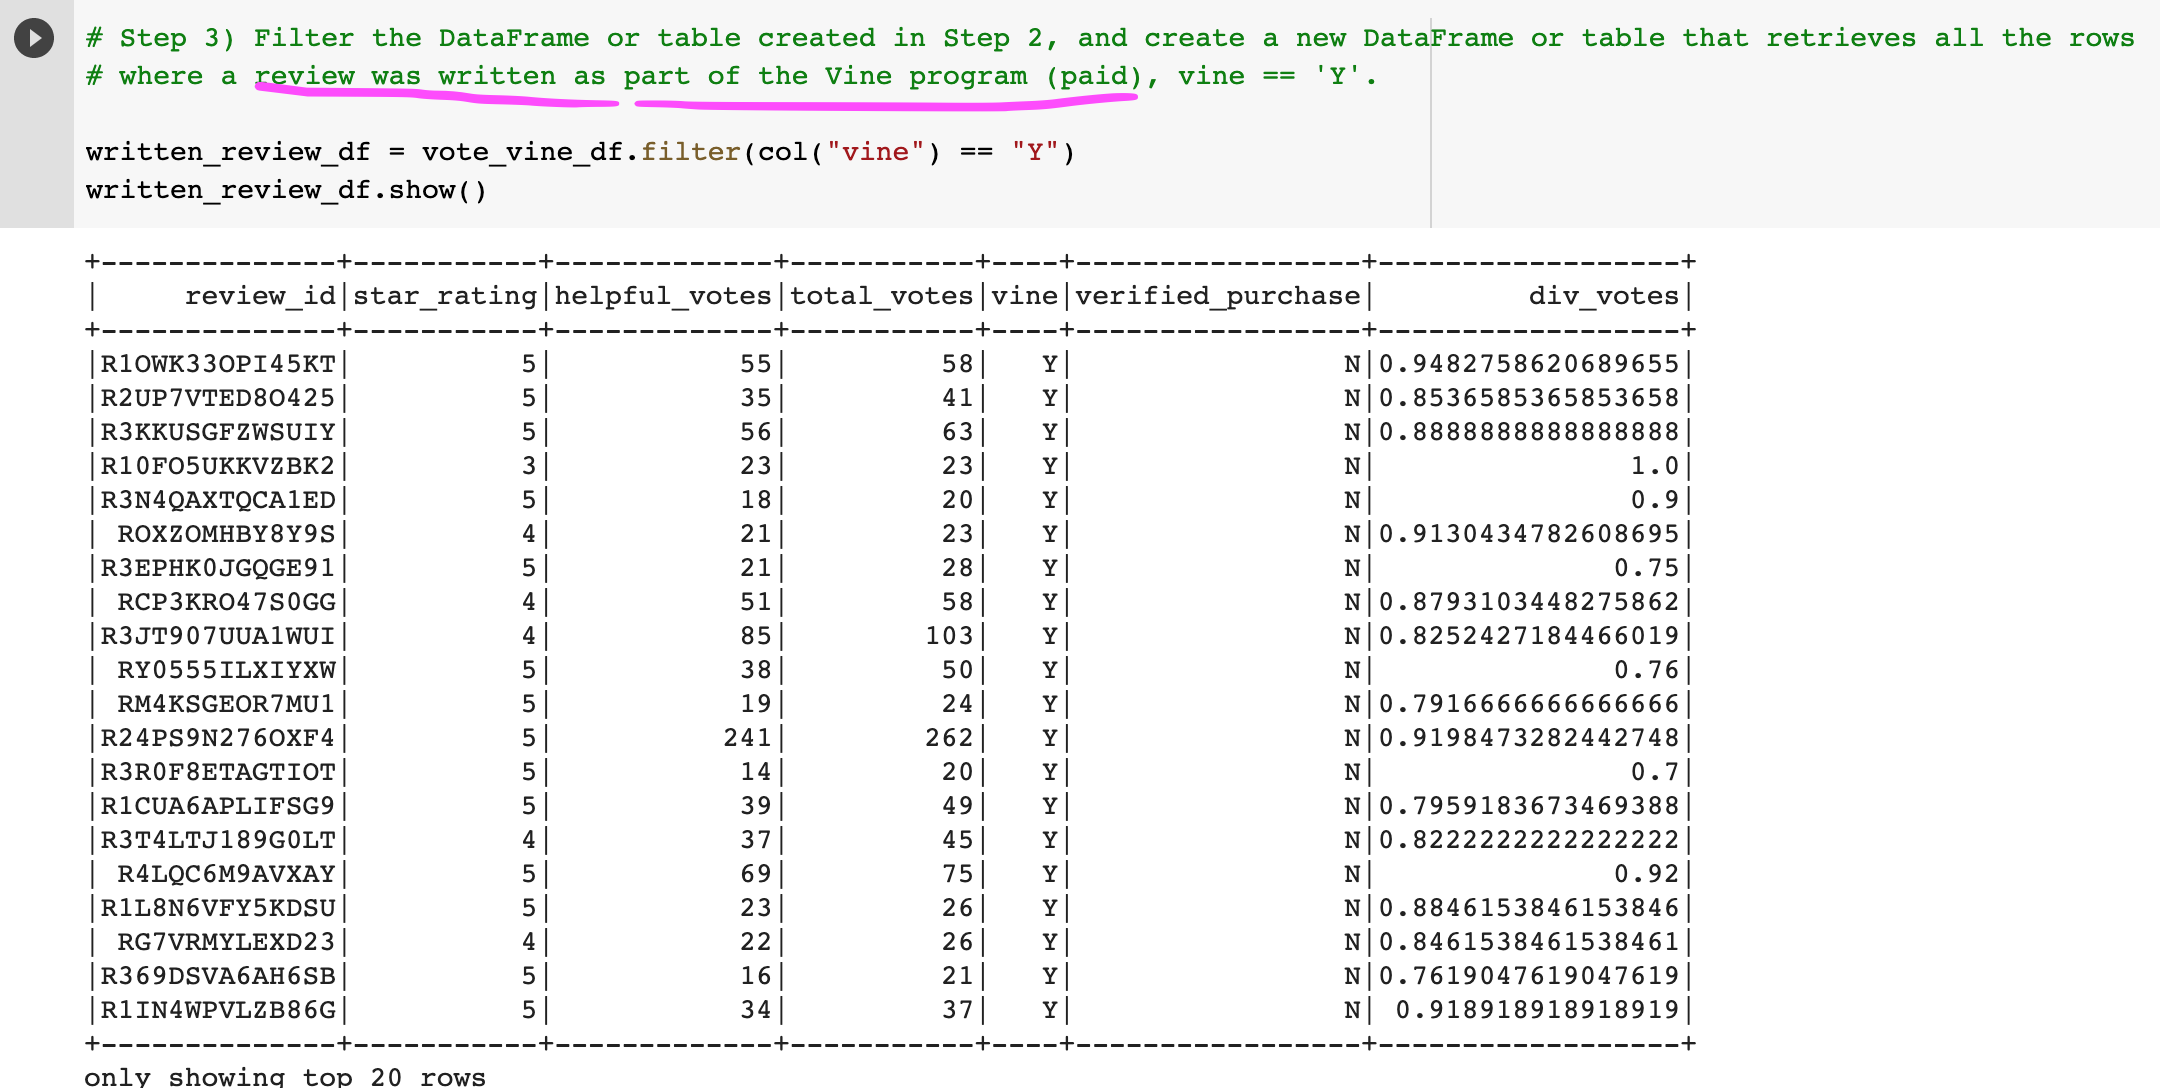 # Step 3) Filter the DataFrame or table created in Step 2, and create a new DataFrame or table that retrieves all the rows
# where a review was written as part of the Vine program (paid), vine == 'Y'.
written_review_df = vote_vine_df.filter(col("vine") == "Y")
written_review_df.show()
+--------------+-----------+-------------+-----------+----+-----------------+------------------+
|     review_id|star_rating|helpful_votes|total_votes|vine|verified_purchase|         div_votes|
+--------------+-----------+-------------+-----------+----+-----------------+------------------+
|R1OWK33OPI45KT|          5|           55|         58|   Y|                N|0.9482758620689655|
|R2UP7VTED8O425|          5|           35|         41|   Y|                N|0.8536585365853658|
|R3KKUSGFZWSUIY|          5|           56|         63|   Y|                N|0.8888888888888888|
|R10FO5UKKVZBK2|          3|           23|         23|   Y|                N|               1.0|
|R3N4QAXTQCA1ED|          5|           18|         20|   Y|                N|               0.9|
| ROXZOMHBY8Y9S|          4|           21|         23|   Y|                N|0.9130434782608695|
|R3EPHK0JGQGE91|          5|           21|         28|   Y|                N|              0.75|
| RCP3KRO47S0GG|          4|           51|         58|   Y|                N|0.8793103448275862|
|R3JT907UUA1WUI|          4|           85|        103|   Y|                N|0.8252427184466019|
| RY0555ILXIYXW|          5|           38|         50|   Y|                N|              0.76|
| RM4KSGEOR7MU1|          5|           19|         24|   Y|                N|0.7916666666666666|
|R24PS9N276OXF4|          5|          241|        262|   Y|                N|0.9198473282442748|
|R3R0F8ETAGTIOT|          5|           14|         20|   Y|                N|               0.7|
|R1CUA6APLIFSG9|          5|           39|         49|   Y|                N|0.7959183673469388|
|R3T4LTJ189G0LT|          4|           37|         45|   Y|                N|0.8222222222222222|
| R4LQC6M9AVXAY|          5|           69|         75|   Y|                N|              0.92|
|R1L8N6VFY5KDSU|          5|           23|         26|   Y|                N|0.8846153846153846|
| RG7VRMYLEXD23|          4|           22|         26|   Y|                N|0.8461538461538461|
|R369DSVA6AH6SB|          5|           16|         21|   Y|                N|0.7619047619047619|
|R1IN4WPVLZB86G|          5|           34|         37|   Y|                N| 0.918918918918919|
+--------------+-----------+-------------+-----------+----+-----------------+------------------+
only showing top 20 rows